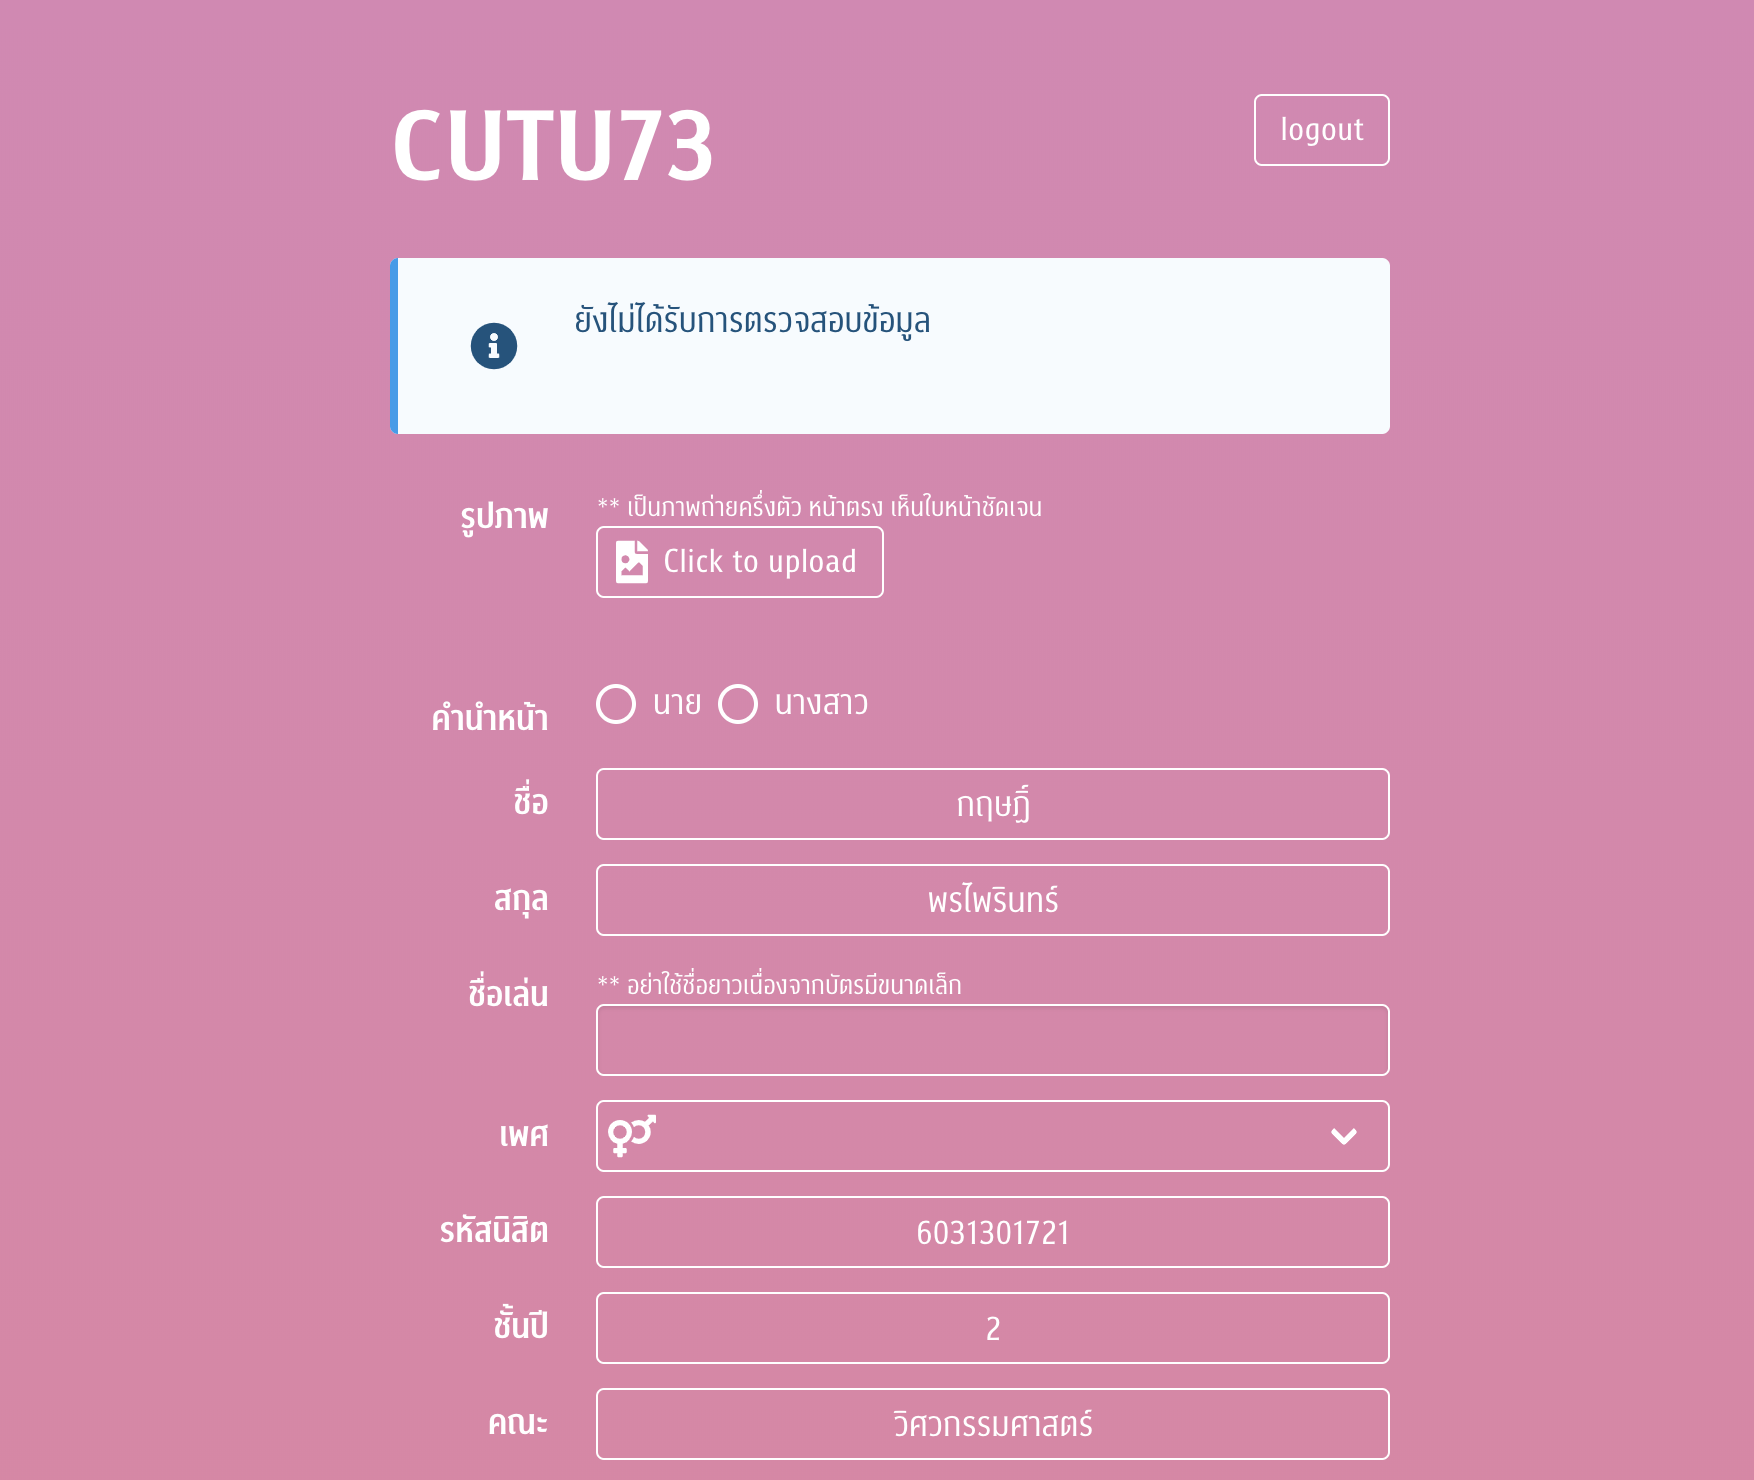 CUTU73
logout
ยังไม่ได้รับการตรวจสอบข้อมูล
รูปภาพ
** เป็นภาพถ่ายครึ่งตัว หน้าตรง เห็นใบหน้าชัดเจน
Click to upload
คำนำหน้า
นาย นางสาว
ชื่อ
กฤษฎิ์
สกุล
พรไพรินทร์
ชื่อเล่น
** อย่าใช้ชื่อยาวเนื่องจากบัตรมีขนาดเล็ก
เพศ
รหัสนิสิต
6031301721
ชั้นปี
2
คณะ
วิศวกรรมศาสตร์